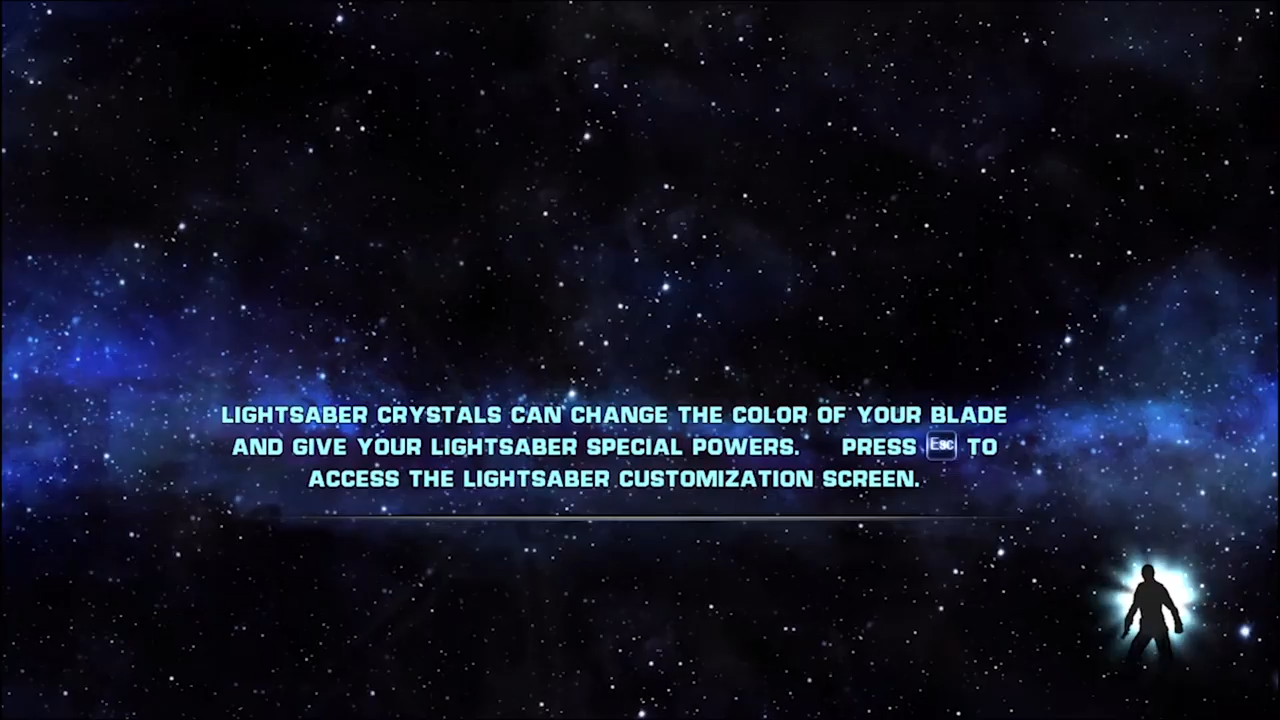 LIGHTSABER CRYSTALS CAN CHANGE THE COLOR OF YOUR BLADE
AND GIVE YOUR LIGHTSABER SPECIAL POWERS. PRESS Esc TO
ACCESS THE LIGHTSABER CUSTOMIZATION SCREEN.